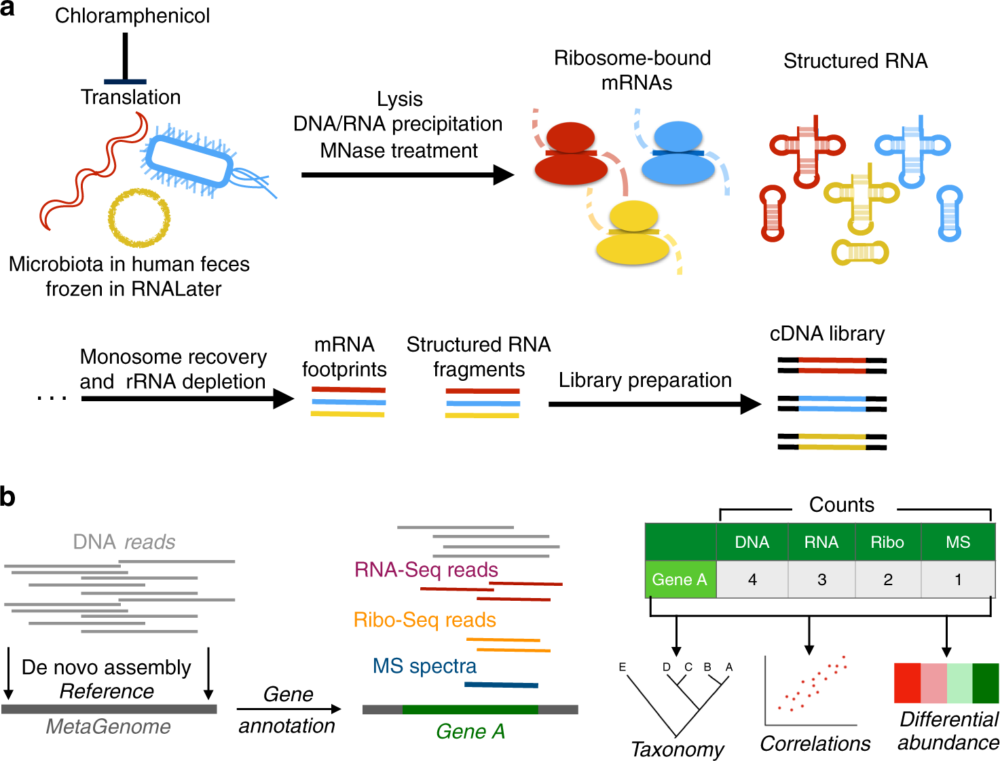 a
Chloramphenicol
Translation
Microbiota in human feces
frozen in RNALater
Lysis
DNA/RNA precipitation
MNase treatment
Ribosome-bound
mRNAs
Structured RNA
. . .
Monosome recovery
and rRNA depletion
mRNA
footprints
Structured RNA
fragments
Library preparation
cDNA library
b
DNA reads
De novo assembly
Reference
MetaGenome
Gene
annotation
RNA-Seq reads
Ribo-Seq reads
MS spectra
Gene A
Counts
DNA RNA Ribo MS
Gene A 4 3 2 1
E D C B A
Taxonomy
Correlations
Differential
abundance